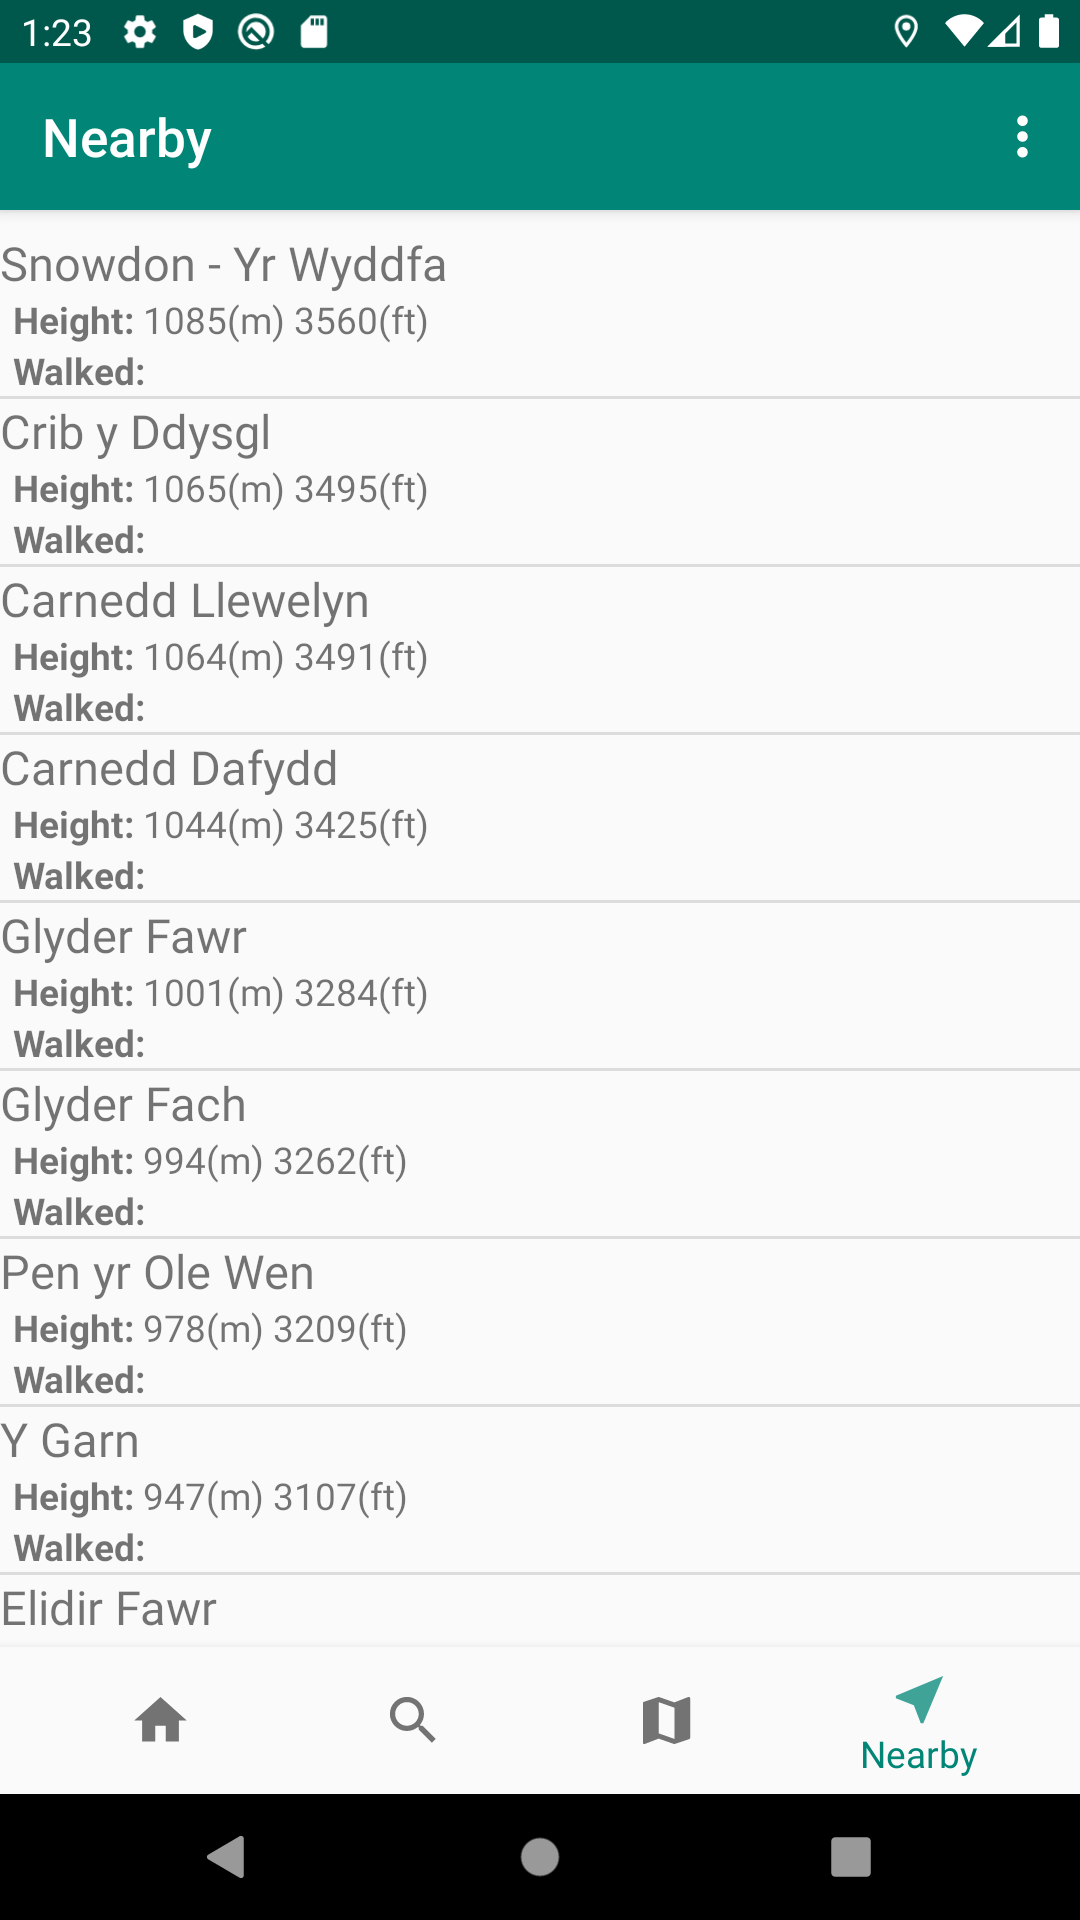 1:23
Nearby
Snowdon - Yr Wyddfa
Height: 1085(m) 3560(ft)
Walked:
Crib y Ddysgl
Height: 1065(m) 3495(ft)
Walked:
Carnedd Llewelyn
Height: 1064(m) 3491(ft)
Walked:
Carnedd Dafydd
Height: 1044(m) 3425(ft)
Walked:
Glyder Fawr
Height: 1001(m) 3284(ft)
Walked:
Glyder Fach
Height: 994(m) 3262(ft)
Walked:
Pen yr Ole Wen
Height: 978(m) 3209(ft)
Walked:
Y Garn
Height: 947(m) 3107(ft)
Walked:
Elidir Fawr
Nearby